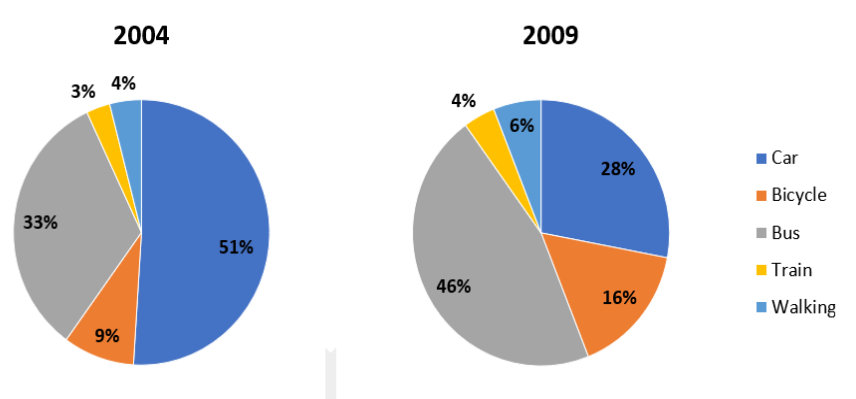 2004
2009
3%
4%
33%
51%
9%
4%
6%
28%
46%
16%
Car
Bicycle
Bus
Train
Walking